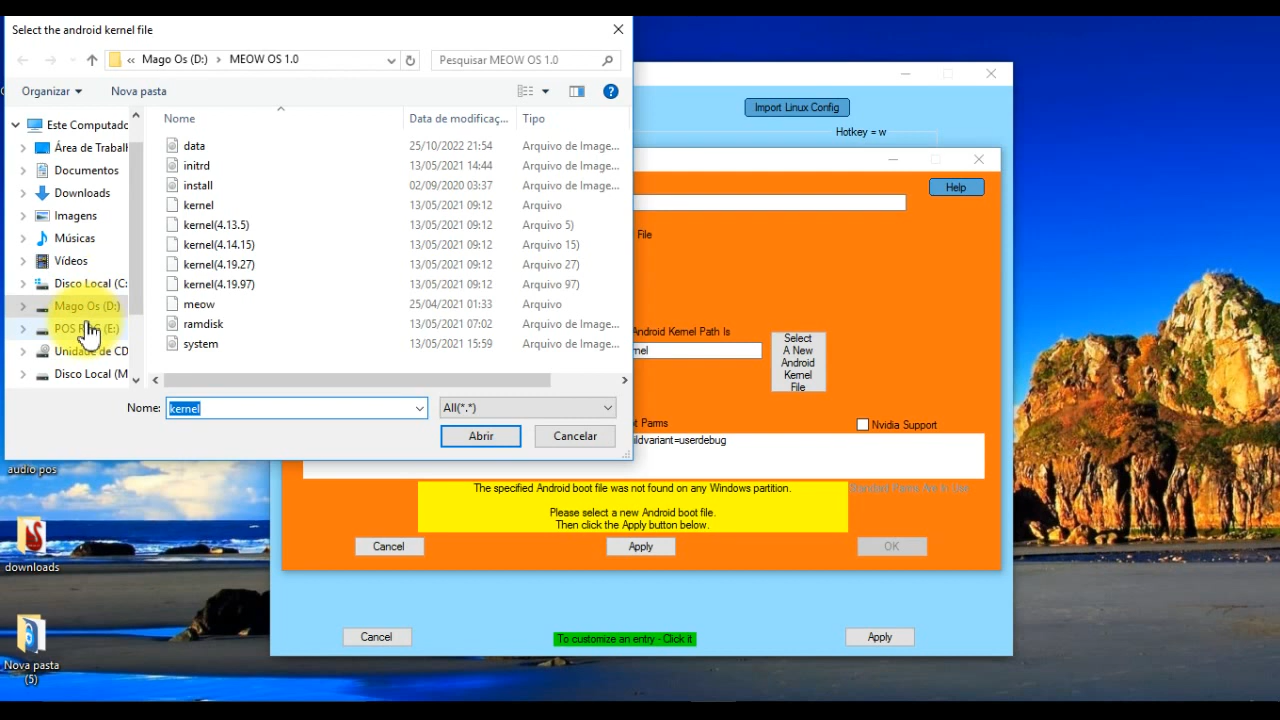 Select the android kernel file
« Mago Os (D:) > MEOW OS 1.0
Pesquisar MEOW OS 1.0
Organizar
Nova pasta
Este Computado
Área de Trabalh
Documentos
Downloads
Imagens
Músicas
Vídeos
Disco Local (C:
Mago Os (D:)
(E:)
Unidade de CD
Disco Local (M
Nome
Data de modificaç...
Tipo
data 25/10/2022 21:54 Arquivo de Image...
initrd 13/05/2021 14:44 Arquivo de Image...
install 02/09/2020 03:37 Arquivo de Image...
kernel 13/05/2021 09:12 Arquivo
kernel(4.13.5) 13/05/2021 09:12 Arquivo 5)
kernel(4.14.15) 13/05/2021 09:12 Arquivo 15)
kernel(4.19.27) 13/05/2021 09:12 Arquivo 27)
kernel(4.19.97) 13/05/2021 09:12 Arquivo 97)
meow 25/04/2021 01:33 Arquivo
ramdisk 13/05/2021 07:02 Arquivo de Image...
system 13/05/2021 15:59 Arquivo de Image...
Nome: kernel
All(*.*)
Abrir
Cancelar
Import Linux Config
Hotkey = w
Help
File
Android Kernel Path Is
nel
Select
A New
Android
Kernel
File
t Parms
Nvidia Support
ildvariant=userdebug
The specified Android boot file was not found on any Windows partition.
Standard Parms Are In Use
Please select a new Android boot file.
Then click the Apply button below.
Cancel
Apply
OK
Cancel
To customize an entry - Click it
Apply
audio pos
downloads
Nova pasta
(5)